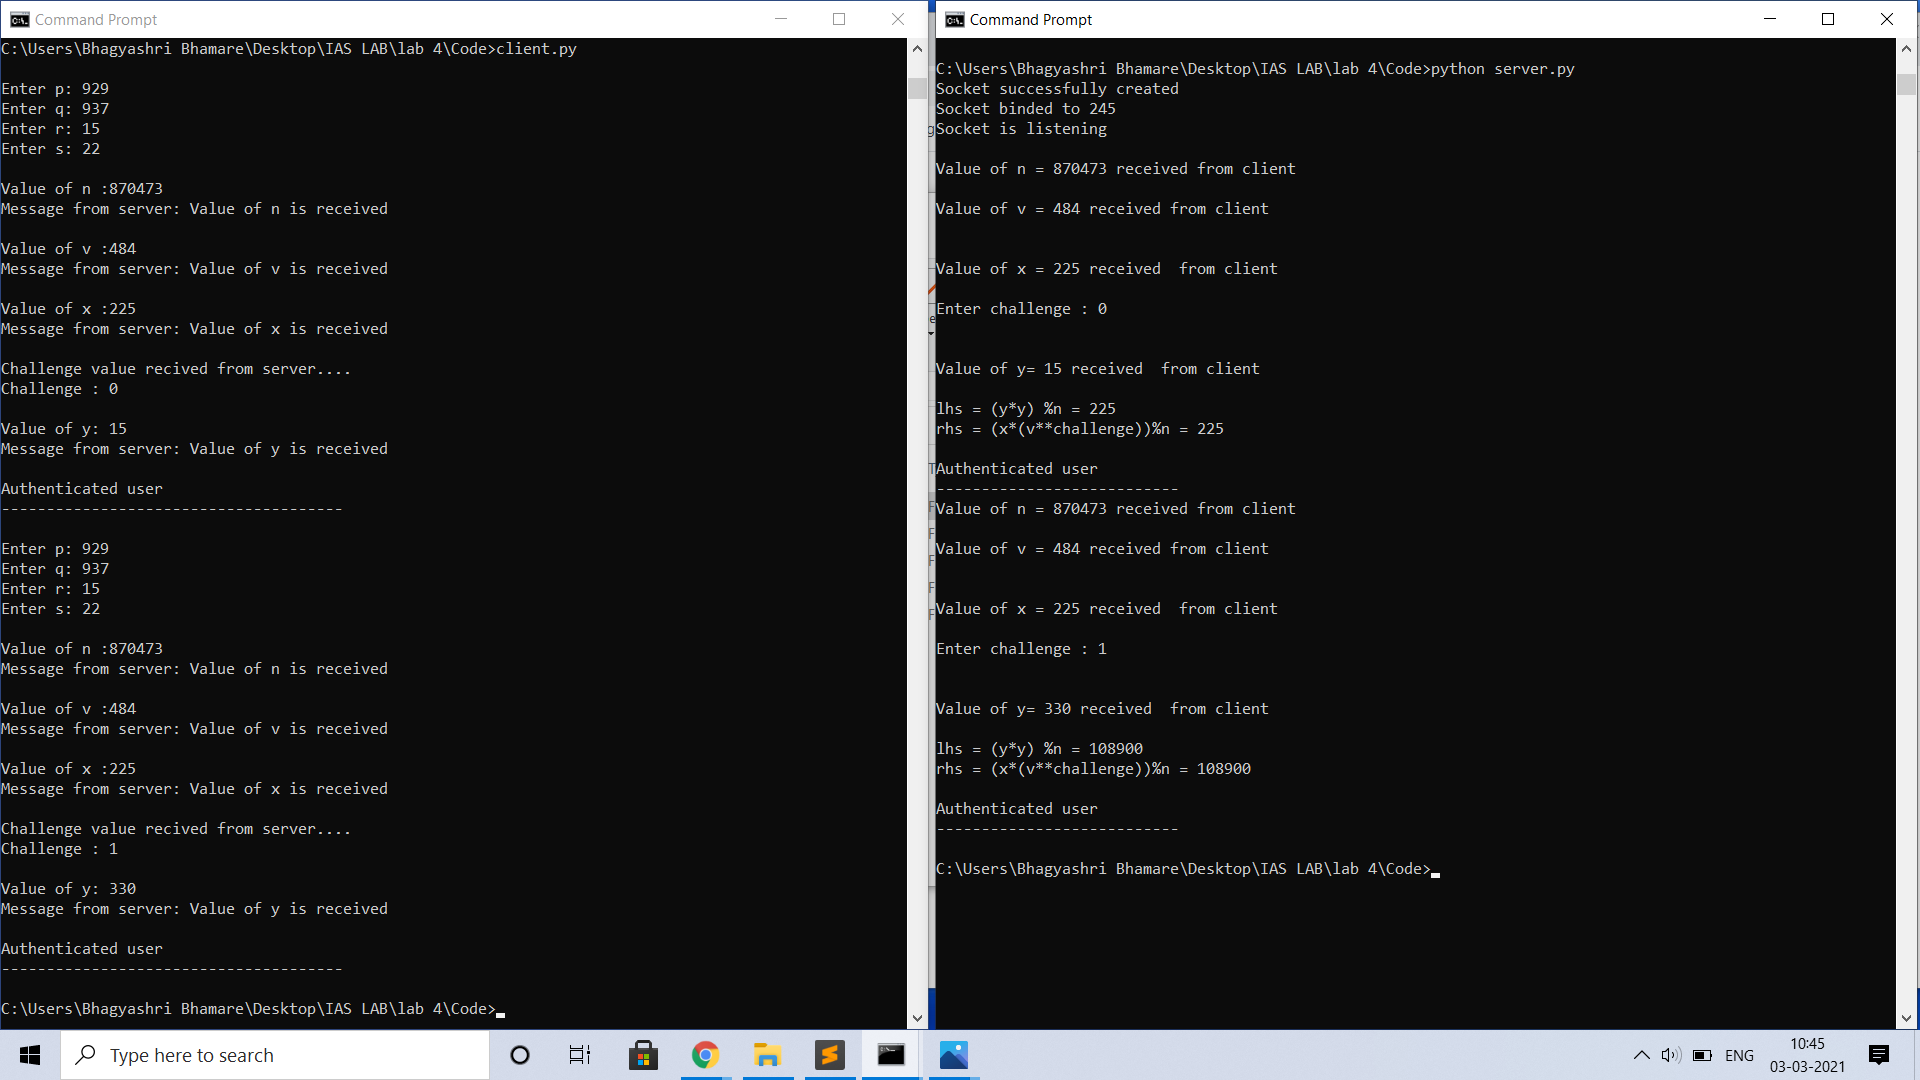 Command Prompt
C:\Users\Bhagyashri Bhamare\Desktop\IAS LAB\lab 4\Code>client.py
Enter p: 929
Enter q: 937
Enter r: 15
Enter s: 22
Value of n :870473
Message from server: Value of n is received
Value of v :484
Message from server: Value of v is received
Value of x :225
Message from server: Value of x is received
Challenge value recived from server....
Challenge : 0
Value of y: 15
Message from server: Value of y is received
Authenticated user
--------------------------------------
Enter p: 929
Enter q: 937
Enter r: 15
Enter s: 22
Value of n :870473
Message from server: Value of n is received
Value of v :484
Message from server: Value of v is received
Value of x :225
Message from server: Value of x is received
Challenge value recived from server....
Challenge : 1
Value of y: 330
Message from server: Value of y is received
Authenticated user
--------------------------------------
C:\Users\Bhagyashri Bhamare\Desktop\IAS LAB\lab 4\Code>
Command Prompt
C:\Users\Bhagyashri Bhamare\Desktop\IAS LAB\lab 4\Code>python server.py
Socket successfully created
Socket binded to 245
Socket is listening
Value of n = 870473 received from client
Value of v = 484 received from client
Value of x = 225 received  from client
Enter challenge : 0
Value of y= 15 received  from client
lhs = (y*y) %n = 225
rhs = (x*(v**challenge))%n = 225
Authenticated user
---------------------------
Value of n = 870473 received from client
Value of v = 484 received from client
Value of x = 225 received  from client
Enter challenge : 1
Value of y= 330 received  from client
lhs = (y*y) %n = 108900
rhs = (x*(v**challenge))%n = 108900
Authenticated user
---------------------------
C:\Users\Bhagyashri Bhamare\Desktop\IAS LAB\lab 4\Code>
Type here to search
ENG
10:45
03-03-2021